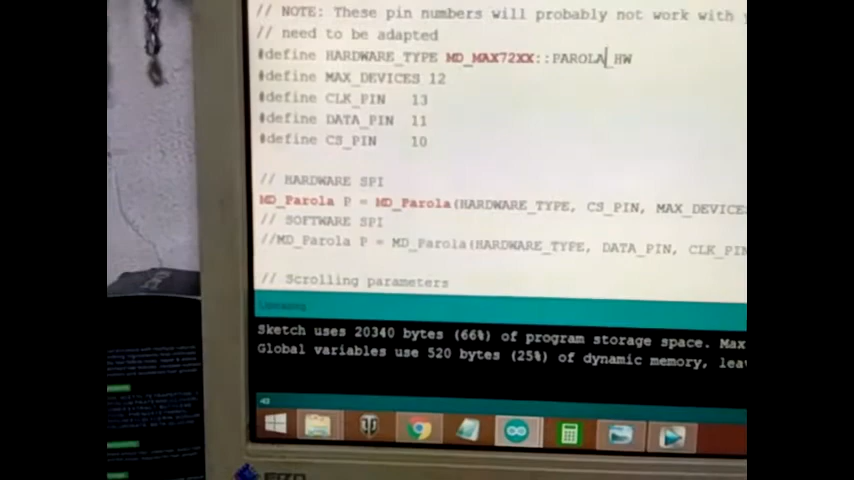 // NOTE: These pin numbers will probably not work with
// need to be adapted
#define HARDWARE_TYPE MD_MAX72XX::PAROLA_HW
#define MAX_DEVICES 12
#define CLK_PIN 13
#define DATA_PIN 11
#define CS_PIN 10
// HARDWARE SPI
MD_Parola P = MD_Parola(HARDWARE_TYPE, CS_PIN, MAX_DEVICES
// SOFTWARE SPI
//MD_Parola P = MD_Parola(HARDWARE_TYPE, DATA_PIN, CLK_PIN
// Scrolling parameters
Sketch uses 20340 bytes (66%) of program storage space. Max
Global variables use 520 bytes (25%) of dynamic memory, lea